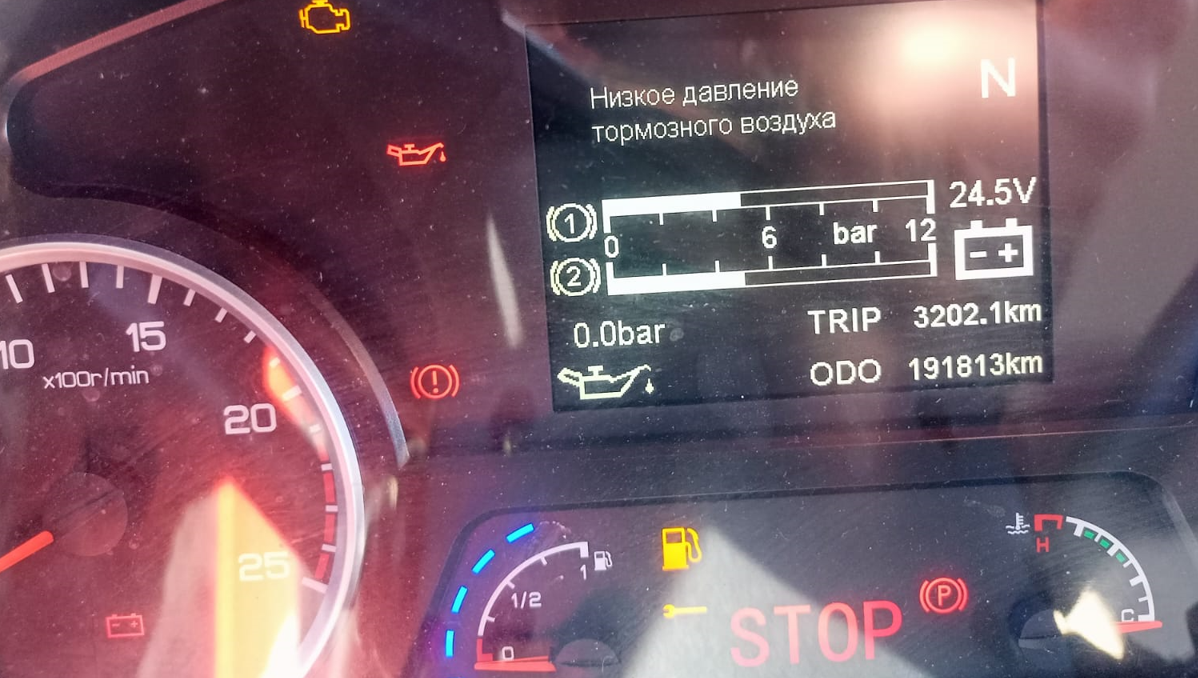 Низкое давление
тормозного воздуха
N
24.5V
1
0
6
bar
12
2
0.0bar
TRIP 3202.1km
ODO 191813km
10
15
x100r/min
20
25
1
1/2
0
STOP
P
H
C